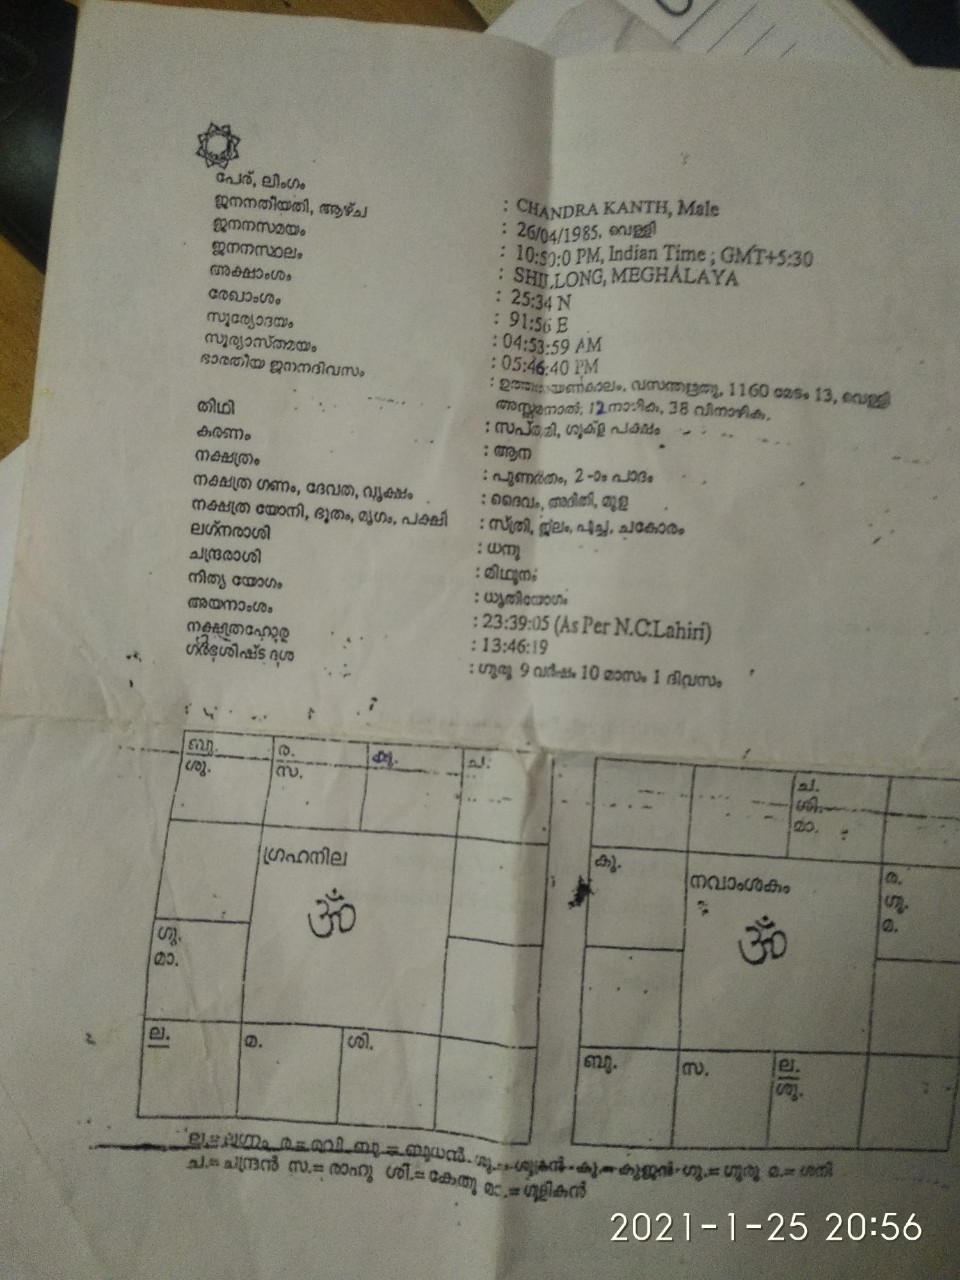 പേര്, ലിംഗം : CHANDRA KANTH, Male
ജനനതീയതി, ആഴ്ച : 26/04/1985, വെള്ളി
ജനനസമയം : 10:50:0 PM, Indian Time ; GMT+5:30
ജനനസ്ഥലം : SHILLONG, MEGHALAYA
അക്ഷാംശം : 25:34 N
രേഖാംശം : 91:56 E
സൂര്യോദയം : 04:53:59 AM
സൂര്യാസ്തമയം : 05:46:40 PM
ഭാരതീയ ജനനദിവസം : ഉത്തരായണകാലം, വസന്തഋതു, 1160 മേടം 13, വെള്ളി
അസ്തമനാൽ, 12 നാഴിക, 38 വിനാഴിക.
തിഥി : സപ്തമി, ശുക്ള പക്ഷം
കരണം : ആന
നക്ഷത്രം : പുണർതം, 2-ാം പാദം
നക്ഷത്ര ഗണം, ദേവത, വൃക്ഷം : ദൈവം, അദിതി, മുള
നക്ഷത്ര യോനി, ഭൂതം, മൃഗം, പക്ഷി : സ്ത്രി, ജലം, പൂച്ച, ചകോരം
ലഗ്നരാശി : ധനു
ചന്ദ്രരാശി : മിഥുനം
നിത്യ യോഗം : ധൃതിയോഗം
അയനാംശം : 23:39:05 (As Per N.C.Lahiri)
നക്ഷത്രഹോര : 13:46:19
ഗർഭശിഷ്ട ദശ : ഗുരു 9 വർഷം 10 മാസം 1 ദിവസം
ബു. ര. കു. ച.
ശു. സ.
ഗ്രഹനില
ॐ
ഗു.
മാ.
ല. മ. ശി.
ച.
ശി.
മാ.
കു. നവാംശകം ര.
ഗു.
മ.
ॐ
ബു. സ. ല.
ശു.
ല.= ലഗ്നം ര.= രവി ബു.= ബുധൻ ശു.= ശുക്രൻ കു.= കുജൻ ഗു.= ഗുരു മ.= ശനി
ച.= ചന്ദ്രൻ സ.= രാഹു ശി.= കേതു മാ.= ഗുളികൻ
2021-1-25 20:56